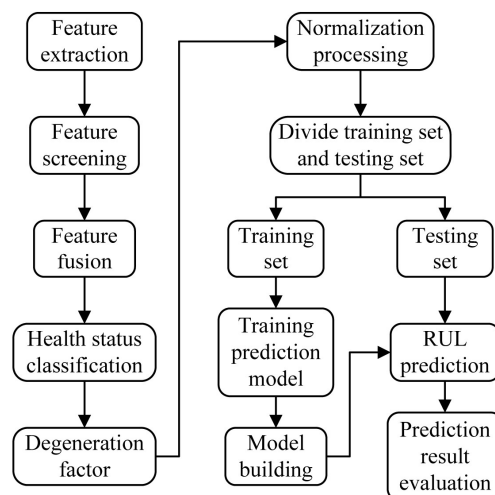 Feature
extraction
Feature
screening
Feature
fusion
Health status
classification
Degeneration
factor
Normalization
processing
Divide training set
and testing set
Training
set
Testing
set
Training
prediction
model
RUL
prediction
Model
building
Prediction
result
evaluation